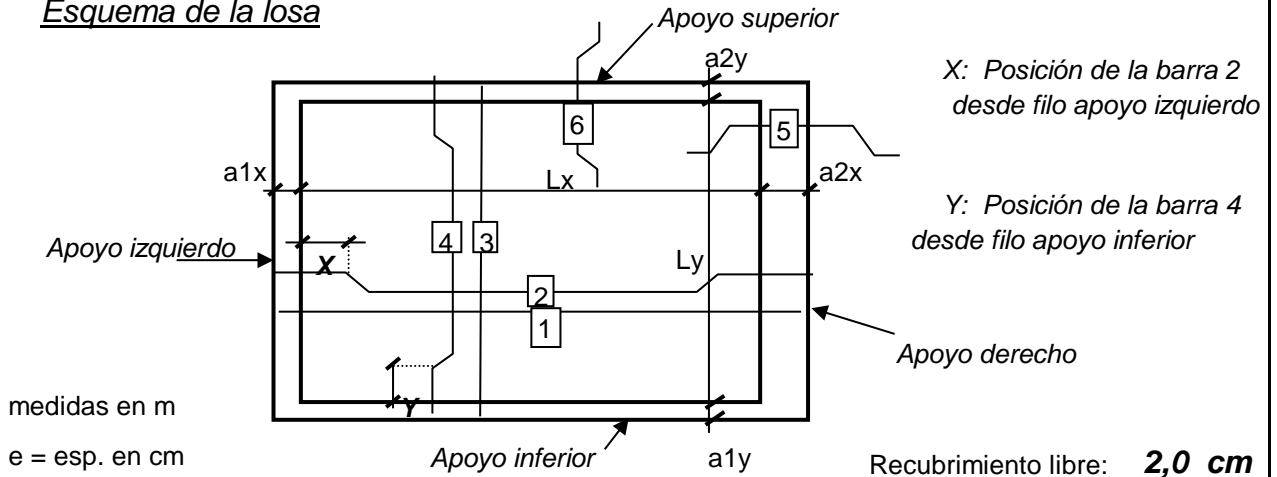 Esquema de la losa
Apoyo superior
a2y
X: Posición de la barra 2
desde filo apoyo izquierdo
6
5
a1x
Lx
a2x
Y: Posición de la barra 4
desde filo apoyo inferior
4
3
Apoyo izquierdo
X
Ly
2
1
Apoyo derecho
medidas en m
Y
e = esp. en cm
Apoyo inferior
a1y
Recubrimiento libre: 2,0 cm